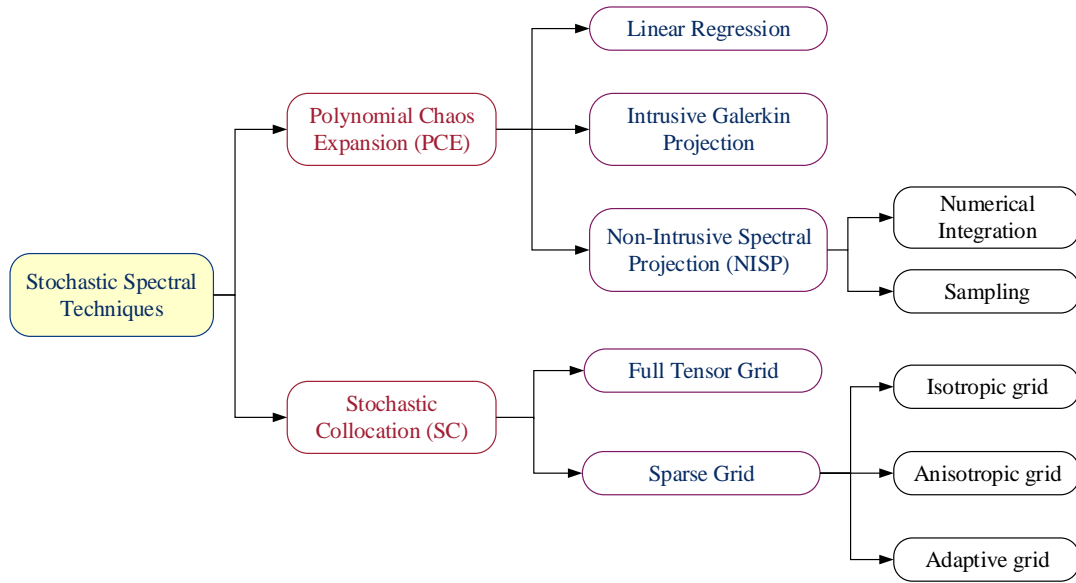 Linear Regression
Polynomial Chaos
Expansion (PCE)
Intrusive Galerkin
Projection
Non-Intrusive Spectral
Projection (NISP)
Numerical
Integration
Sampling
Stochastic Spectral
Techniques
Stochastic
Collocation (SC)
Full Tensor Grid
Sparse Grid
Isotropic grid
Anisotropic grid
Adaptive grid